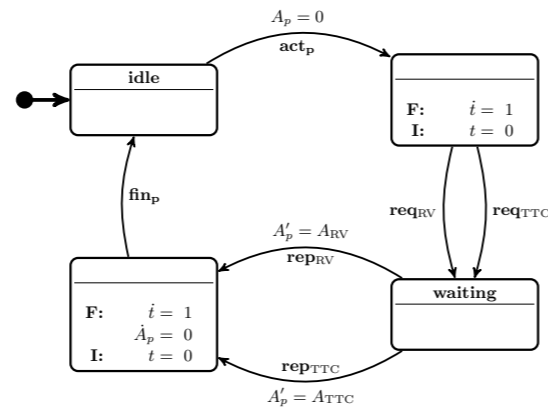 A_p = 0
act_p
idle
F: ṫ = 1
I: t = 0
fin_p
req_RV
req_TTC
A′_p = A_RV
rep_RV
waiting
F: ṫ = 1
Ȧ_p = 0
I: t = 0
rep_TTC
A′_p = A_TTC